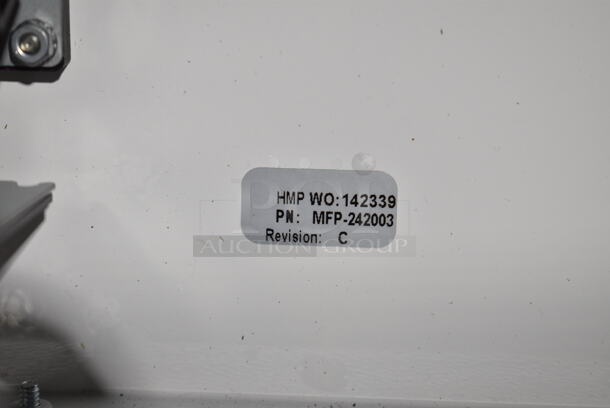 HMP WO: 142339
PN: MFP-242003
Revision: C
AUCTION GROUP